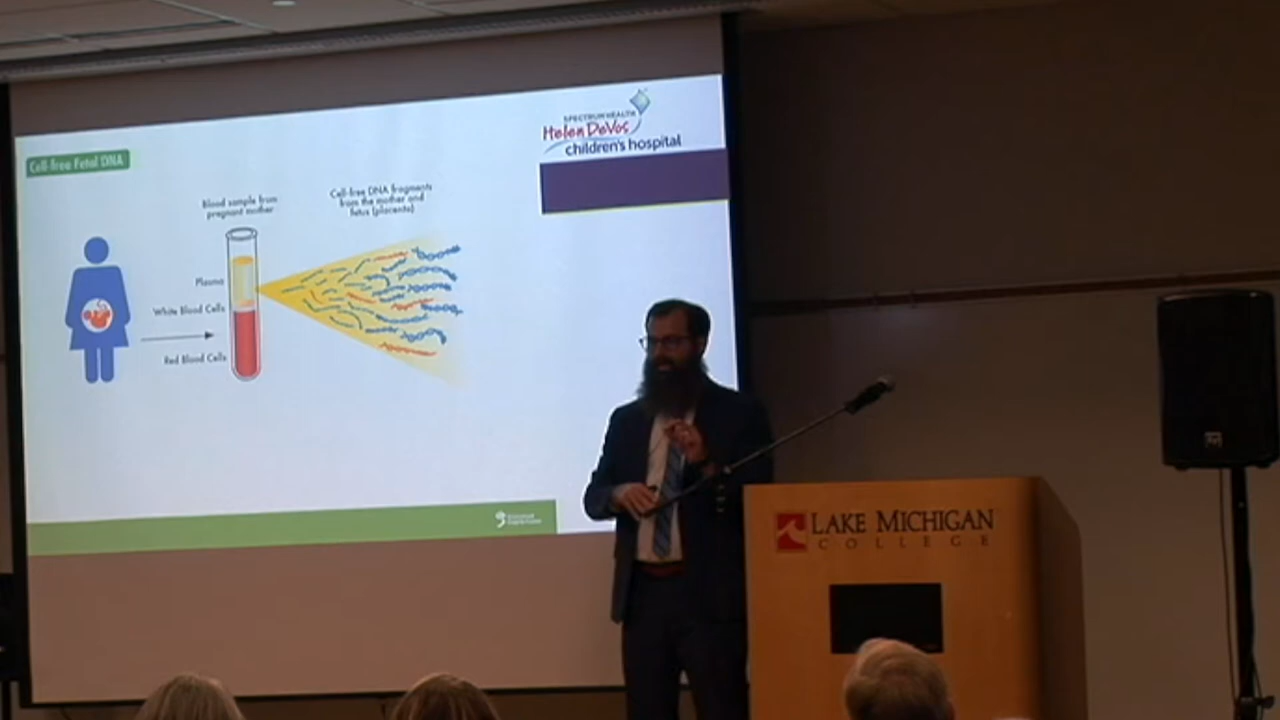 Cell-free Fetal DNA
SPECTRUM HEALTH
Helen DeVos
children's hospital
Blood sample from
pregnant mother
Cell-free DNA fragments
from the mother and
fetus (placenta)
Plasma
White Blood Cells
Red Blood Cells
LAKE MICHIGAN
COLLEGE